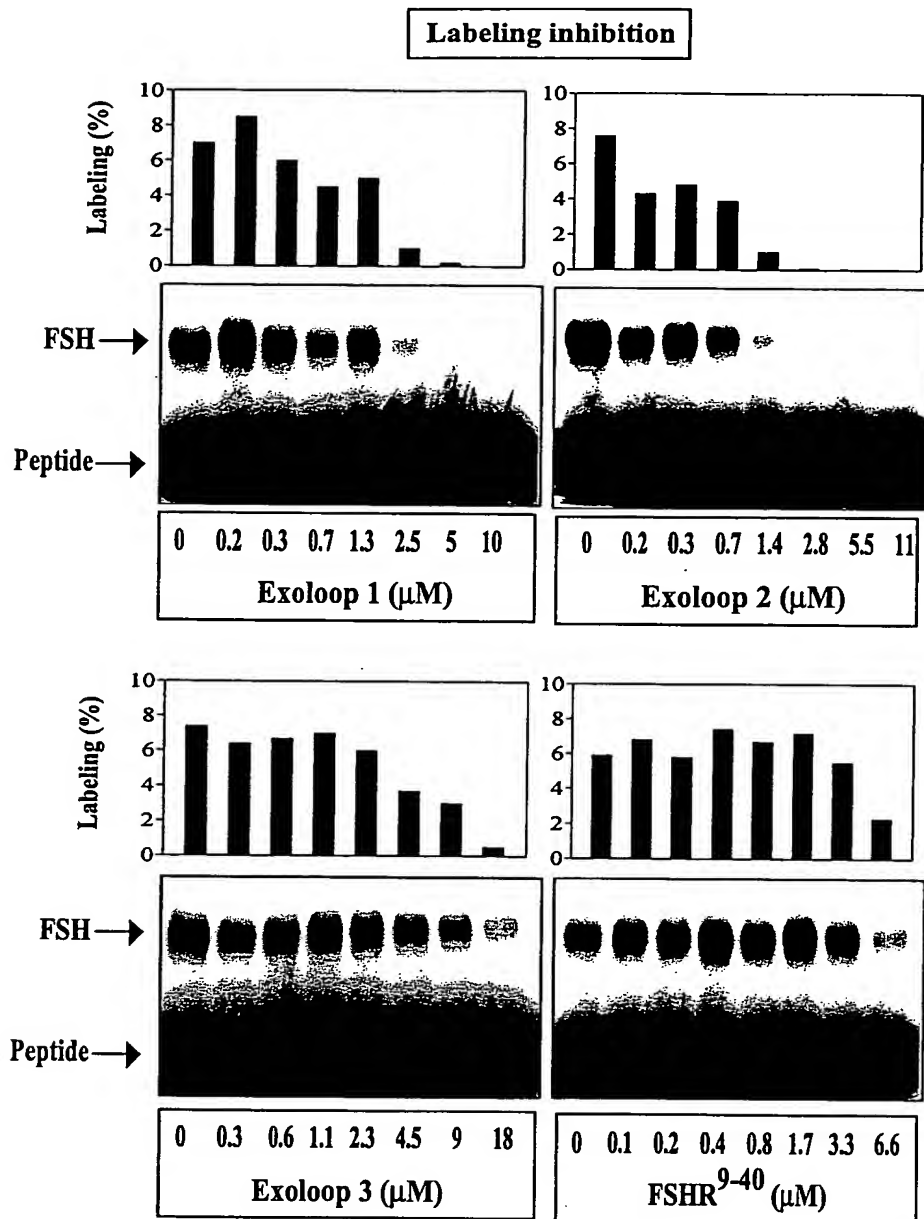 Labeling inhibition
10
8
6
4
2
0
Labeling (%)
10
8
6
4
2
0
FSH
Peptide
0 0.2 0.3 0.7 1.3 2.5 5 10
Exoloop 1 (μM)
0 0.2 0.3 0.7 1.4 2.8 5.5 11
Exoloop 2 (μM)
10
8
6
4
2
0
Labeling (%)
10
8
6
4
2
0
FSH
Peptide
0 0.3 0.6 1.1 2.3 4.5 9 18
Exoloop 3 (μM)
0 0.1 0.2 0.4 0.8 1.7 3.3 6.6
FSHR9-40 (μM)